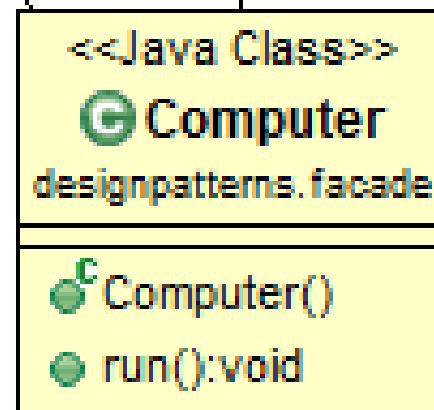 <<Java Class>>
Computer
designpatterns.facade
Computer()
run():void